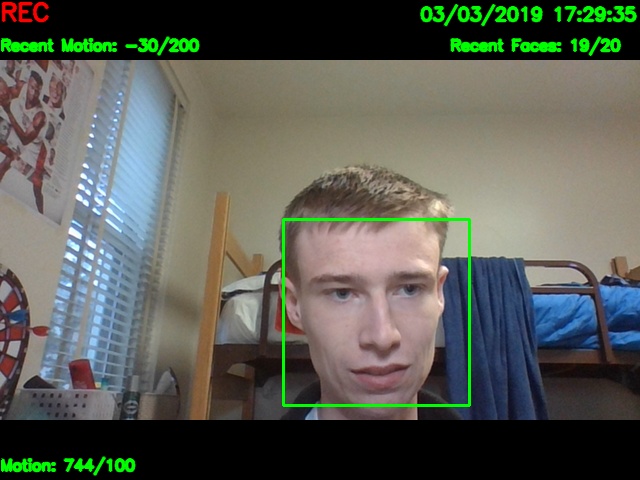 REC
03/03/2019 17:29:35
Recent Motion: -30/200
Recent Faces: 19/20
Motion: 744/100